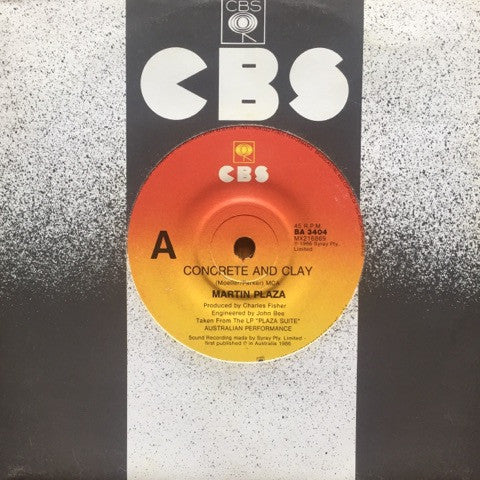 CBS
CBS
CBS
A
45 R.P.M.
BA 3404
MX216869
℗ 1986 Syray Pty.
Limited
CONCRETE AND CLAY
(Moeller-Parker) MCA
MARTIN PLAZA
Produced by Charles Fisher
Engineered by John Bee
Taken From The LP "PLAZA SUITE"
AUSTRALIAN PERFORMANCE
Sound Recording made by Syray Pty. Limited -
first published ℗ in Australia 1986